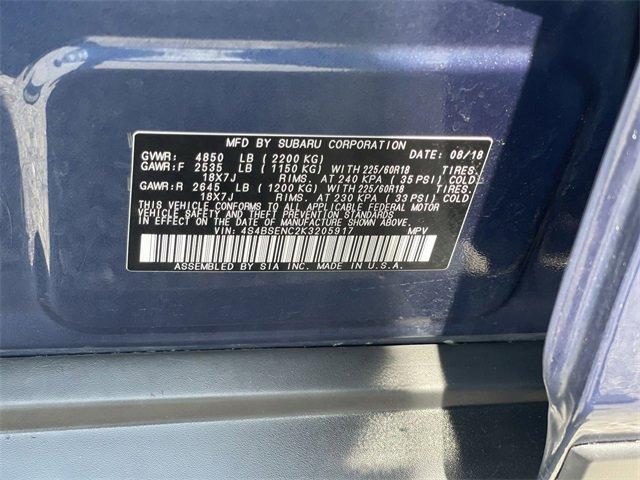 MFD BY SUBARU CORPORATION
GVWR: 4850 LB ( 2200 KG) DATE: 08/18
GAWR:F 2535 LB ( 1150 KG) WITH 225/60R18 TIRES,
18X7J RIMS, AT 240 KPA ( 35 PSI) COLD
GAWR:R 2645 LB ( 1200 KG) WITH 225/60R18 TIRES,
18X7J RIMS, AT 230 KPA ( 33 PSI) COLD
THIS VEHICLE CONFORMS TO ALL APPLICABLE FEDERAL MOTOR
VEHICLE SAFETY AND THEFT PREVENTION STANDARDS IN
EFFECT ON THE DATE OF MANUFACTURE SHOWN ABOVE.
VIN: 4S4BSENC2K3205917 MPV
ASSEMBLED BY SIA INC. MADE IN U.S.A.